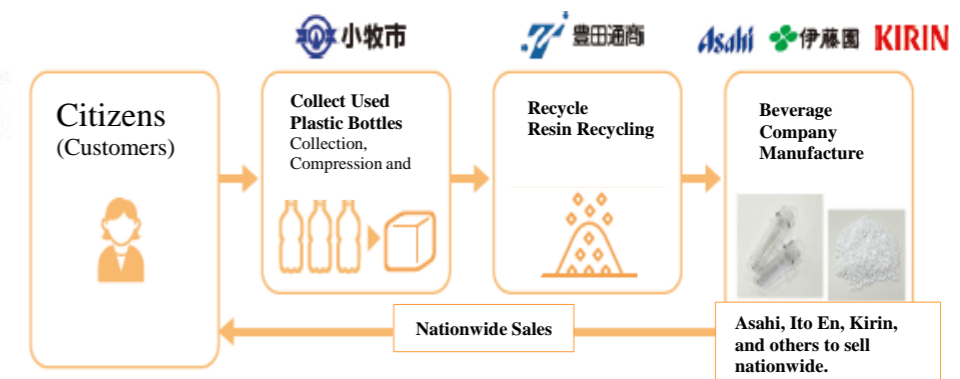 小牧市
豊田通商
Asahi
伊藤園
KIRIN
Citizens
(Customers)
Collect Used
Plastic Bottles
Collection,
Compression and
Recycle
Resin Recycling
Beverage
Company
Manufacture
Nationwide Sales
Asahi, Ito En, Kirin,
and others to sell
nationwide.